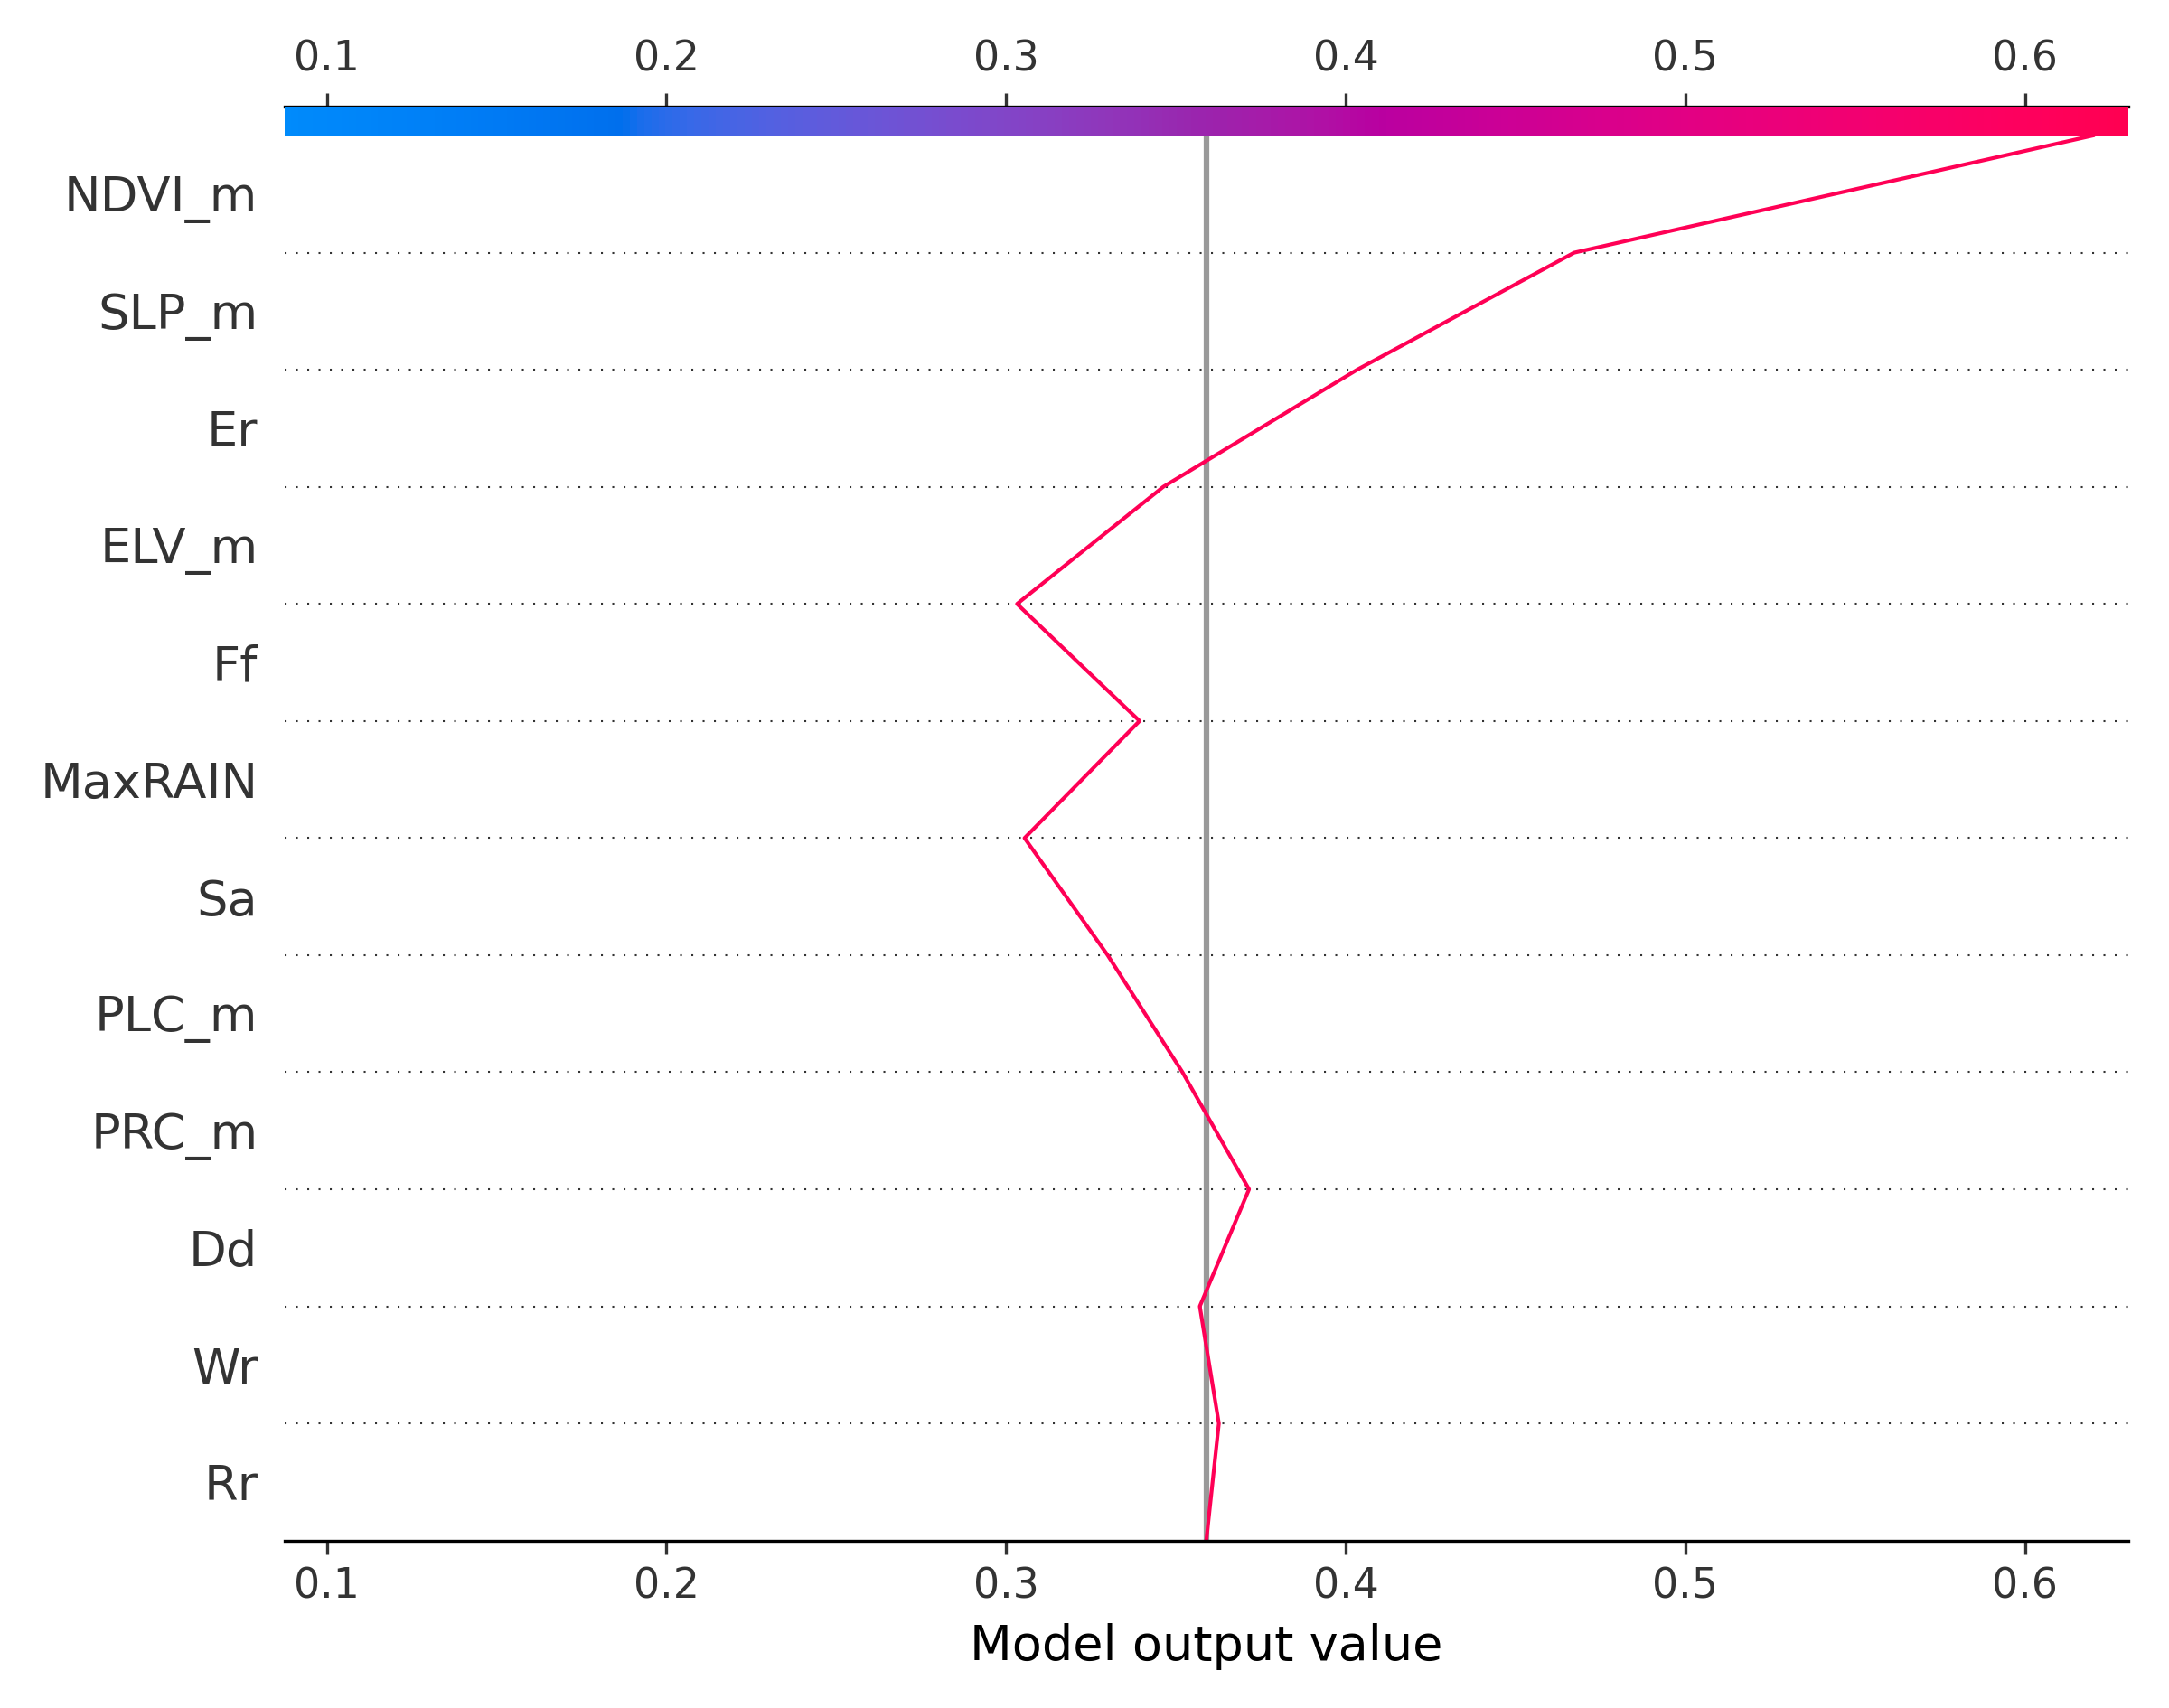 0.1 0.2 0.3 0.4 0.5 0.6
NDVI_m
SLP_m
Er
ELV_m
Ff
MaxRAIN
Sa
PLC_m
PRC_m
Dd
Wr
Rr
0.1 0.2 0.3 0.4 0.5 0.6
Model output value